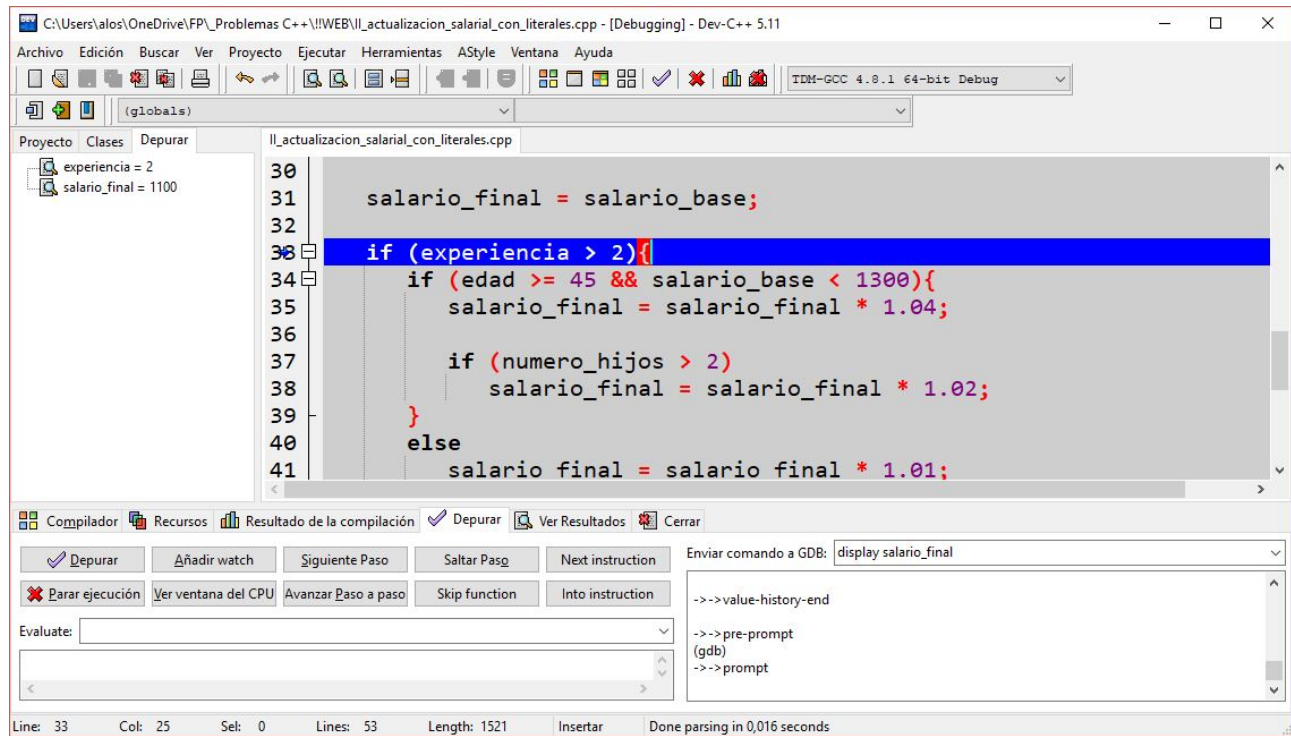 C:\Users\alos\OneDrive\FP\_Problemas C++\!!WEB\II_actualizacion_salarial_con_literales.cpp - [Debugging] - Dev-C++ 5.11
Archivo Edición Buscar Ver Proyecto Ejecutar Herramientas AStyle Ventana Ayuda
TDM-GCC 4.8.1 64-bit Debug
(globals)
Proyecto Clases Depurar
II_actualizacion_salarial_con_literales.cpp
experiencia = 2
salario_final = 1100
30
31 salario_final = salario_base;
32
33 if (experiencia > 2){
34 if (edad >= 45 && salario_base < 1300){
35 salario_final = salario_final * 1.04;
36
37 if (numero_hijos > 2)
38 salario_final = salario_final * 1.02;
39 }
40 else
41 salario_final = salario_final * 1.01;
Compilador Recursos Resultado de la compilación Depurar Ver Resultados Cerrar
Depurar Añadir watch Siguiente Paso Saltar Paso Next instruction
Parar ejecución Ver ventana del CPU Avanzar Paso a paso Skip function Into instruction
Evaluate:
Enviar comando a GDB: display salario_final
->->value-history-end
->->pre-prompt
(gdb)
->->prompt
Line: 33 Col: 25 Sel: 0 Lines: 53 Length: 1521 Insertar Done parsing in 0,016 seconds